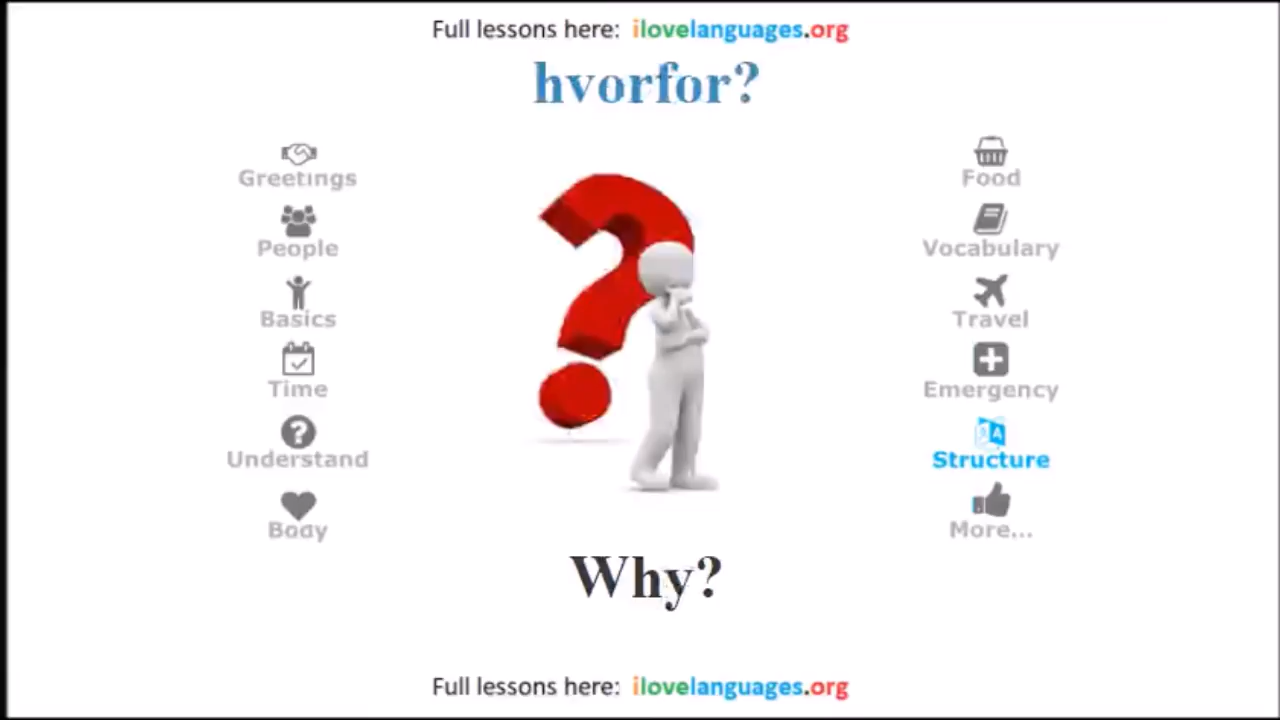 Full lessons here: ilovelanguages.org
hvorfor?
Greetings
People
Basics
Time
Understand
Body
Food
Vocabulary
Travel
Emergency
Structure
More...
Why?
Full lessons here: ilovelanguages.org